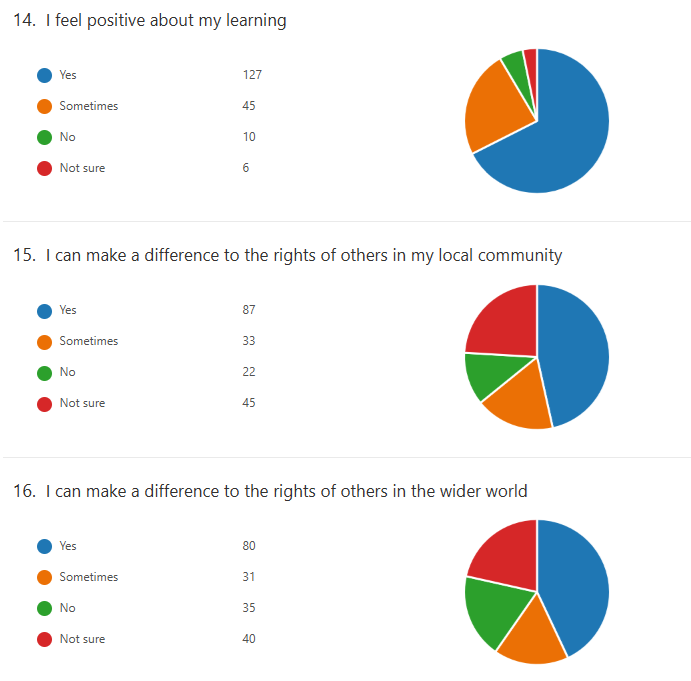 14. I feel positive about my learning
Yes 127
Sometimes 45
No 10
Not sure 6
15. I can make a difference to the rights of others in my local community
Yes 87
Sometimes 33
No 22
Not sure 45
16. I can make a difference to the rights of others in the wider world
Yes 80
Sometimes 31
No 35
Not sure 40